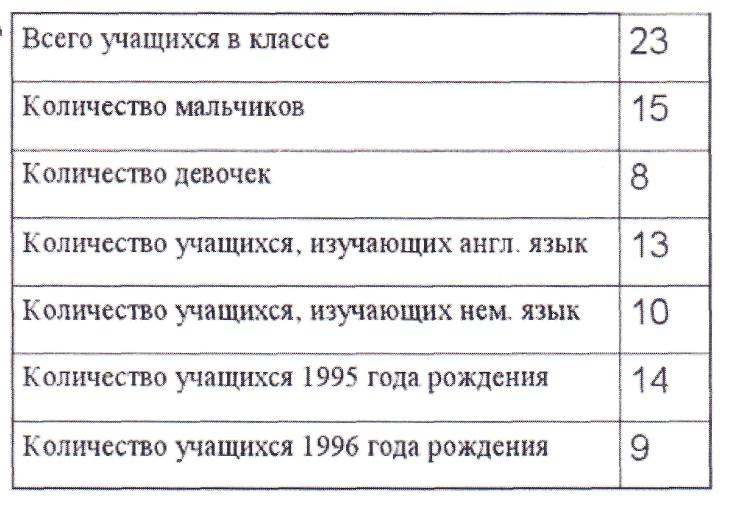 Всего учащихся в классе 23
Количество мальчиков 15
Количество девочек 8
Количество учащихся, изучающих англ. язык 13
Количество учащихся, изучающих нем. язык 10
Количество учащихся 1995 года рождения 14
Количество учащихся 1996 года рождения 9